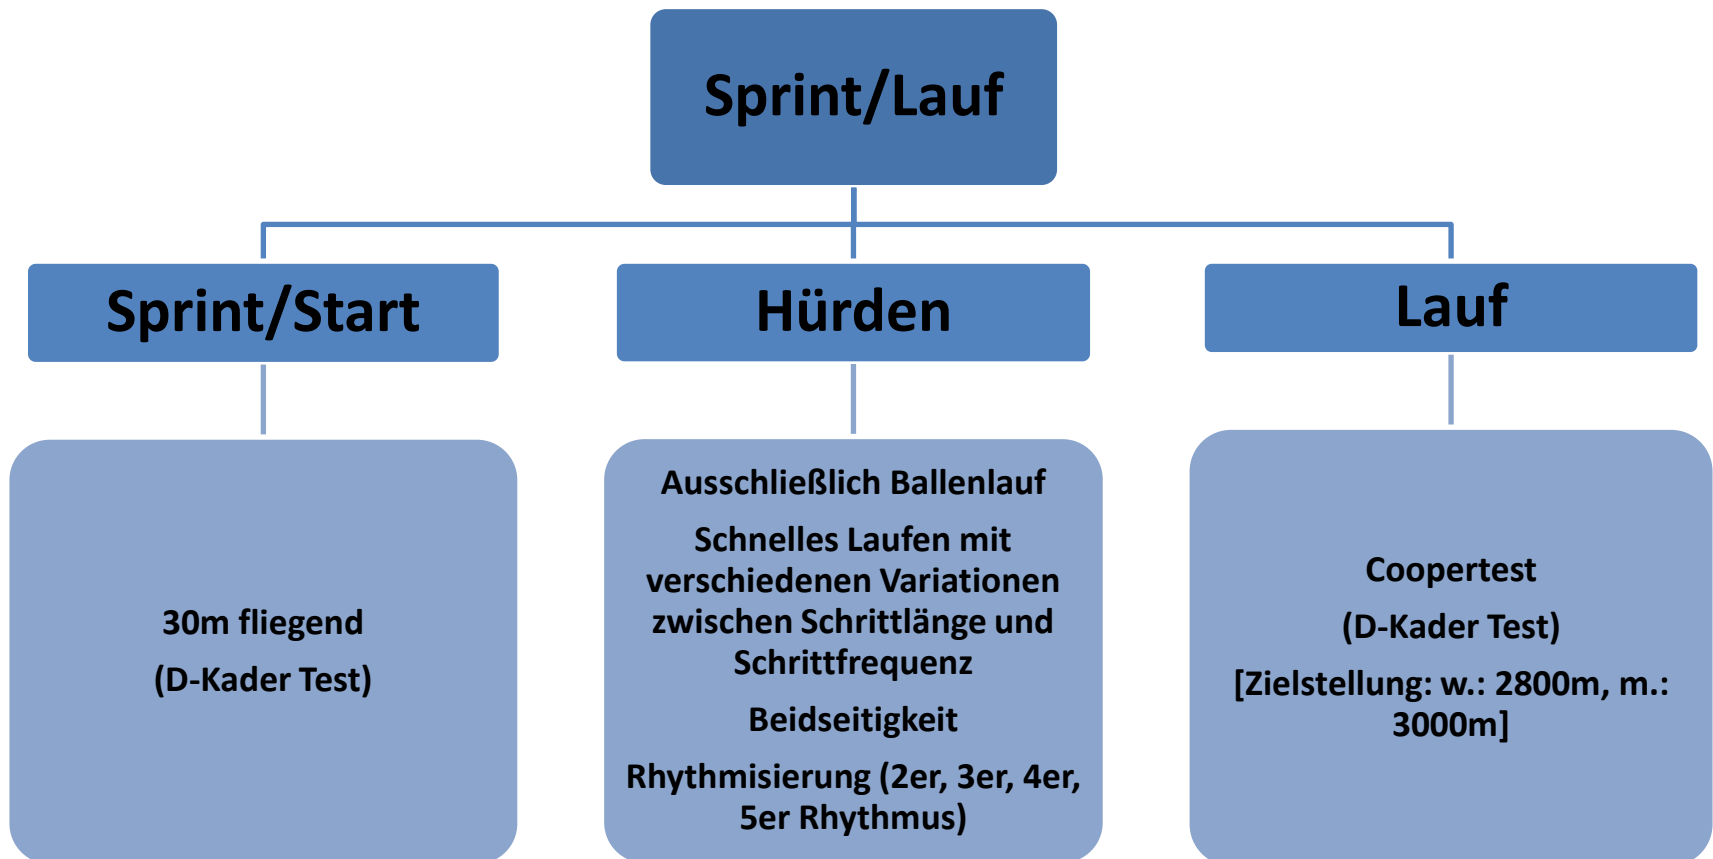 Sprint/Lauf
Sprint/Start
Hürden
Lauf
30m fliegend
(D-Kader Test)
Ausschließlich Ballenlauf
Schnelles Laufen mit
verschiedenen Variationen
zwischen Schrittlänge und
Schrittfrequenz
Beidseitigkeit
Rhythmisierung (2er, 3er, 4er,
5er Rhythmus)
Coopertest
(D-Kader Test)
[Zielstellung: w.: 2800m, m.:
3000m]